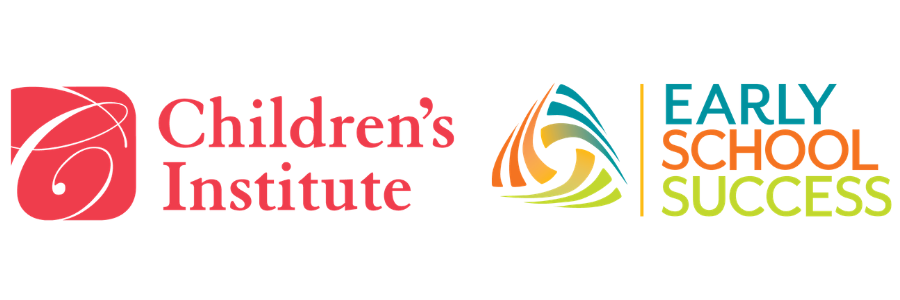 Children's
Institute
EARLY
SCHOOL
SUCCESS